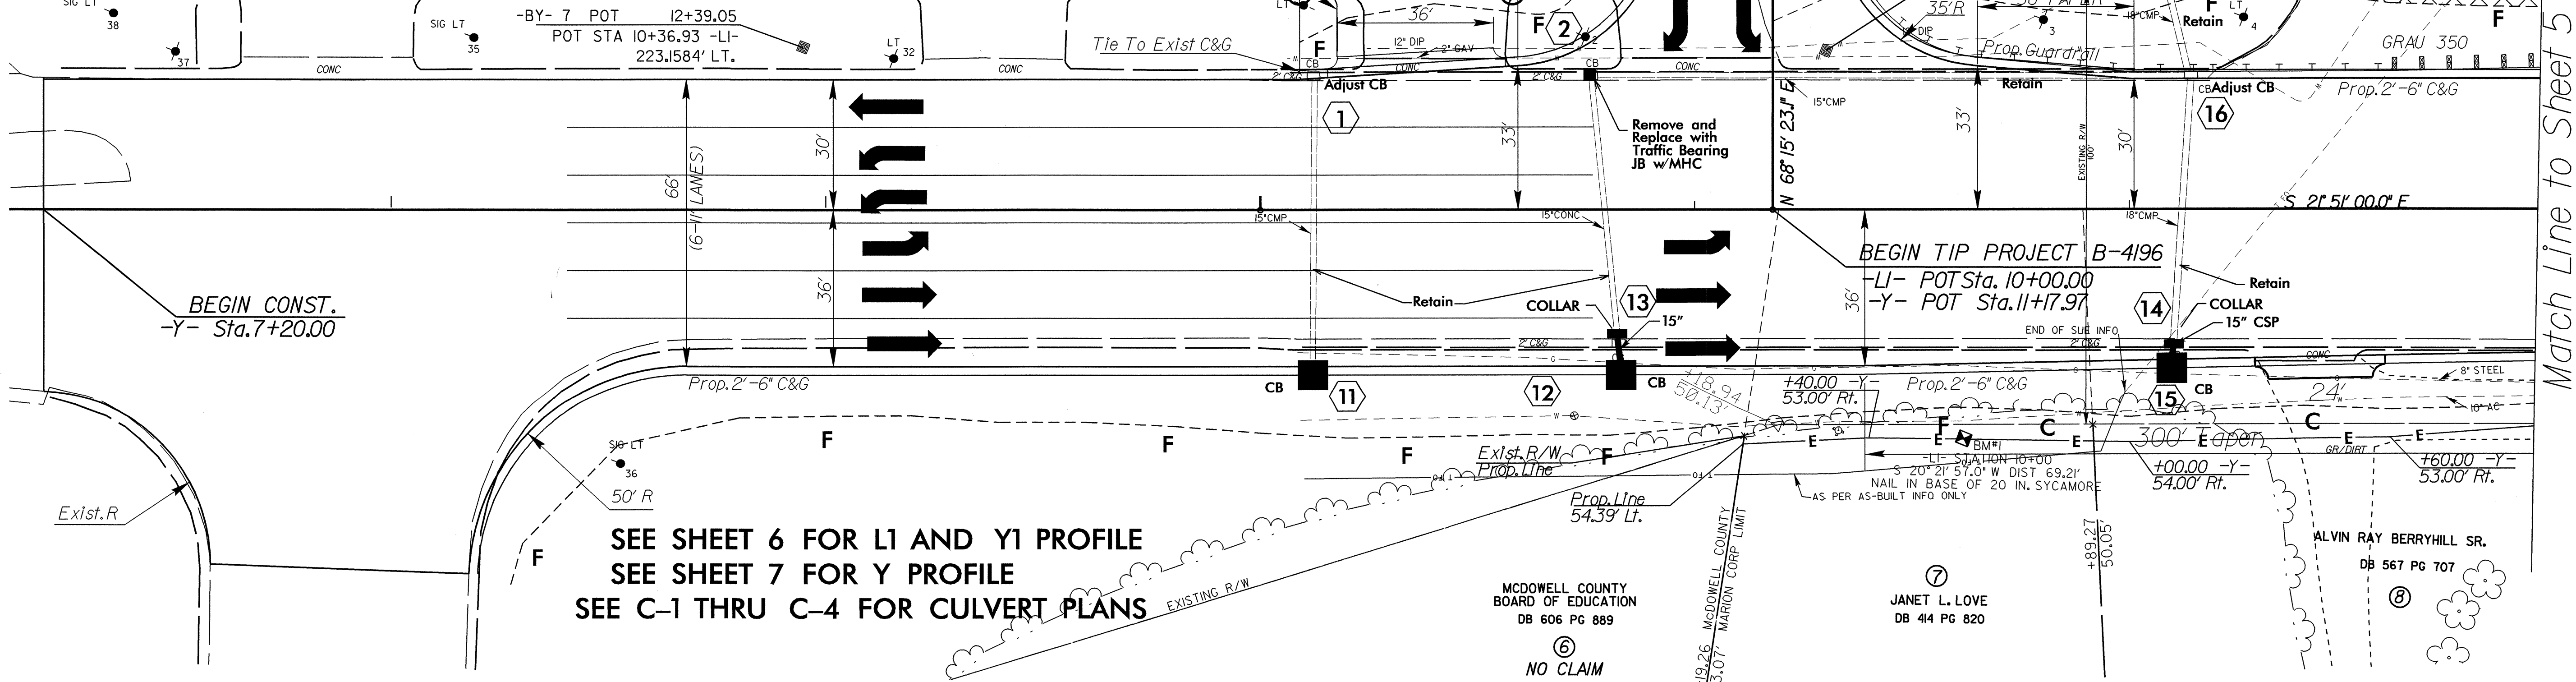 SIG LT
38
37
SIG LT
35
-BY- 7 POT 12+39.05
POT STA 10+36.93 -L1-
223.1584' LT.
LT
32
CONC
CONC
Tie To Exist C&G
LT
36'
12" DIP
2" GAV
F
F
2
2
CB
CB
CONC
CONC
2' C&G
2' C&G
Adjust CB
1
Remove and
Replace with
Traffic Bearing
JB w/MHC
15"CMP
N 68° 15' 23.1" E
35'R
DIP
3
18"CMP
Retain
F
LT
4
Prop. Guardrail
Retain
GRAU 350
F
CB
Adjust CB
16
Prop. 2'-6" C&G
Match Line to Sheet 5
66'
(6-11' LANES)
30'
36'
33'
33'
30'
EXISTING R/W
100'
S 21° 51' 00.0" E
15"CMP
15"CONC
18"CMP
BEGIN CONST.
-Y- Sta. 7+20.00
BEGIN TIP PROJECT B-4196
-L1- POT Sta. 10+00.00
-Y- POT Sta. 11+17.97
Retain
Retain
COLLAR
13
15"
14
COLLAR
15" CSP
END OF SUE INFO
36'
2' C&G
2' C&G
G
G
CONC
Prop. 2'-6" C&G
CB
11
12
CB
+18.94
50.13'
+40.00 -Y-
53.00' Rt.
Prop. 2'-6" C&G
15
CB
24'
8" STEEL
10" AC
W
SIG LT
36
F
F
F
F
F
F
F
C
C
E
E
E
E
E
E
300' Taper
BM#1
-L1- STATION 10+00
S 20° 21' 57.0" W DIST 69.21'
NAIL IN BASE OF 20 IN. SYCAMORE
GR/DIRT
+00.00 -Y-
54.00' Rt.
+60.00 -Y-
53.00' Rt.
Exist. R/W
Prop. Line
Prop. Line
54.39' Lt.
AS PER AS-BUILT INFO ONLY
50' R
Exist. R
SEE SHEET 6 FOR L1 AND Y1 PROFILE
SEE SHEET 7 FOR Y PROFILE
SEE C-1 THRU C-4 FOR CULVERT PLANS
EXISTING R/W
MCDOWELL COUNTY
BOARD OF EDUCATION
DB 606 PG 889
6
NO CLAIM
McDOWELL COUNTY
MARION CORP LIMIT
7
JANET L. LOVE
DB 414 PG 820
+89.27
50.05'
ALVIN RAY BERRYHILL SR.
DB 567 PG 707
8